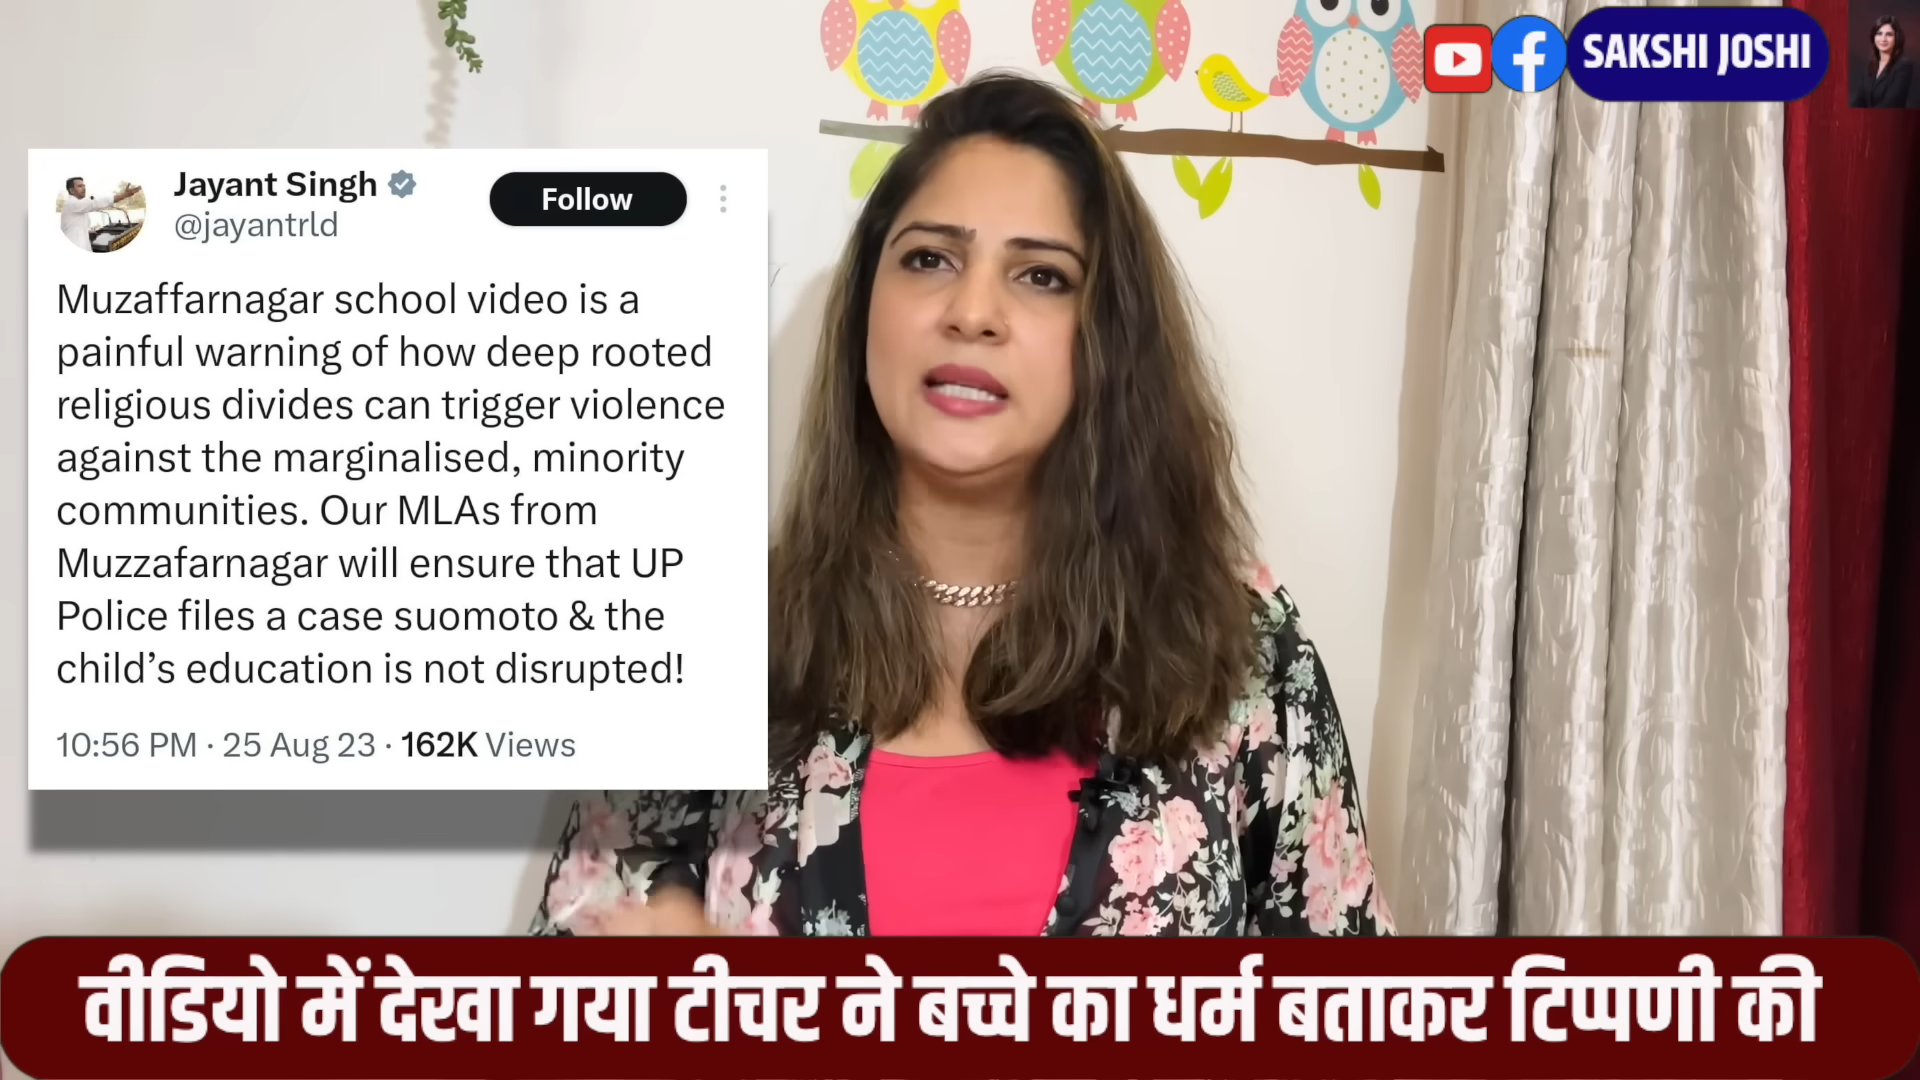 SAKSHI JOSHI
Jayant Singh
@jayantrld
Follow
Muzaffarnagar school video is a
painful warning of how deep rooted
religious divides can trigger violence
against the marginalised, minority
communities. Our MLAs from
Muzzafarnagar will ensure that UP
Police files a case suomoto & the
child’s education is not disrupted!
10:56 PM · 25 Aug 23 · 162K Views
वीडियो में देखा गया टीचर ने बच्चे का धर्म बताकर टिप्पणी की